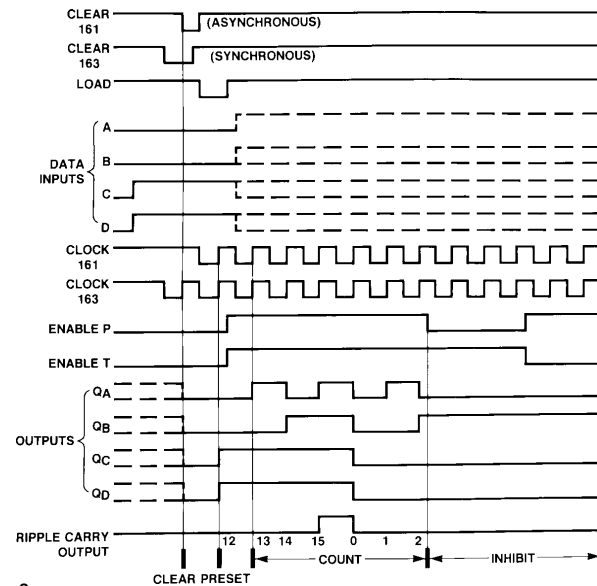 CLEAR
161
(ASYNCHRONOUS)
CLEAR
163
(SYNCHRONOUS)
LOAD
A
B
DATA
INPUTS
C
D
CLOCK
161
CLOCK
163
ENABLE P
ENABLE T
QA
QB
OUTPUTS
QC
QD
RIPPLE CARRY
OUTPUT
12 13 14 15 0 1 2
COUNT
INHIBIT
CLEAR PRESET